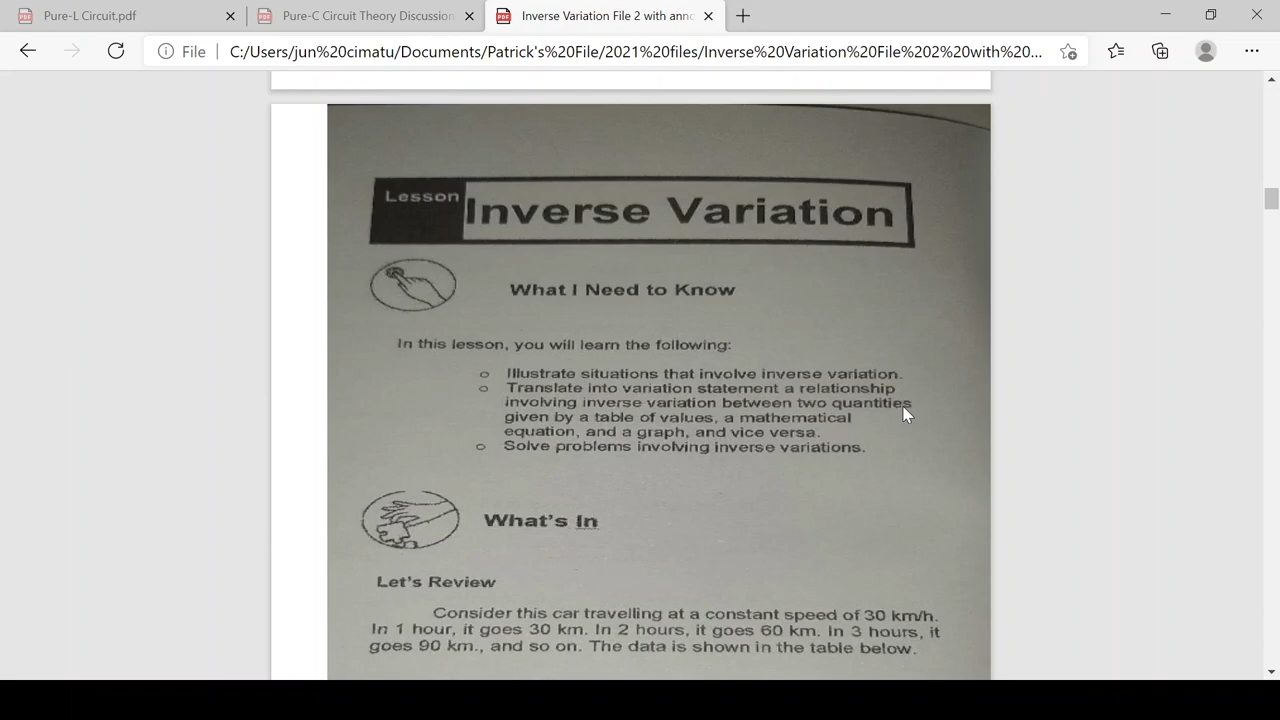 Pure-L Circuit.pdf
Pure-C Circuit Theory Discussion
Inverse Variation File 2 with anno
File
C:/Users/jun%20cimatu/Documents/Patrick's%20File/2021%20files/Inverse%20Variation%20File%202%20with%20...
Lesson
Inverse Variation
What I Need to Know
In this lesson, you will learn the following:
o Illustrate situations that involve inverse variation.
o Translate into variation statement a relationship
involving inverse variation between two quantities
given by a table of values, a mathematical
equation, and a graph, and vice versa.
o Solve problems involving inverse variations.
What's In
Let's Review
Consider this car travelling at a constant speed of 30 km/h.
In 1 hour, it goes 30 km. In 2 hours, it goes 60 km. In 3 hours, it
goes 90 km., and so on. The data is shown in the table below.